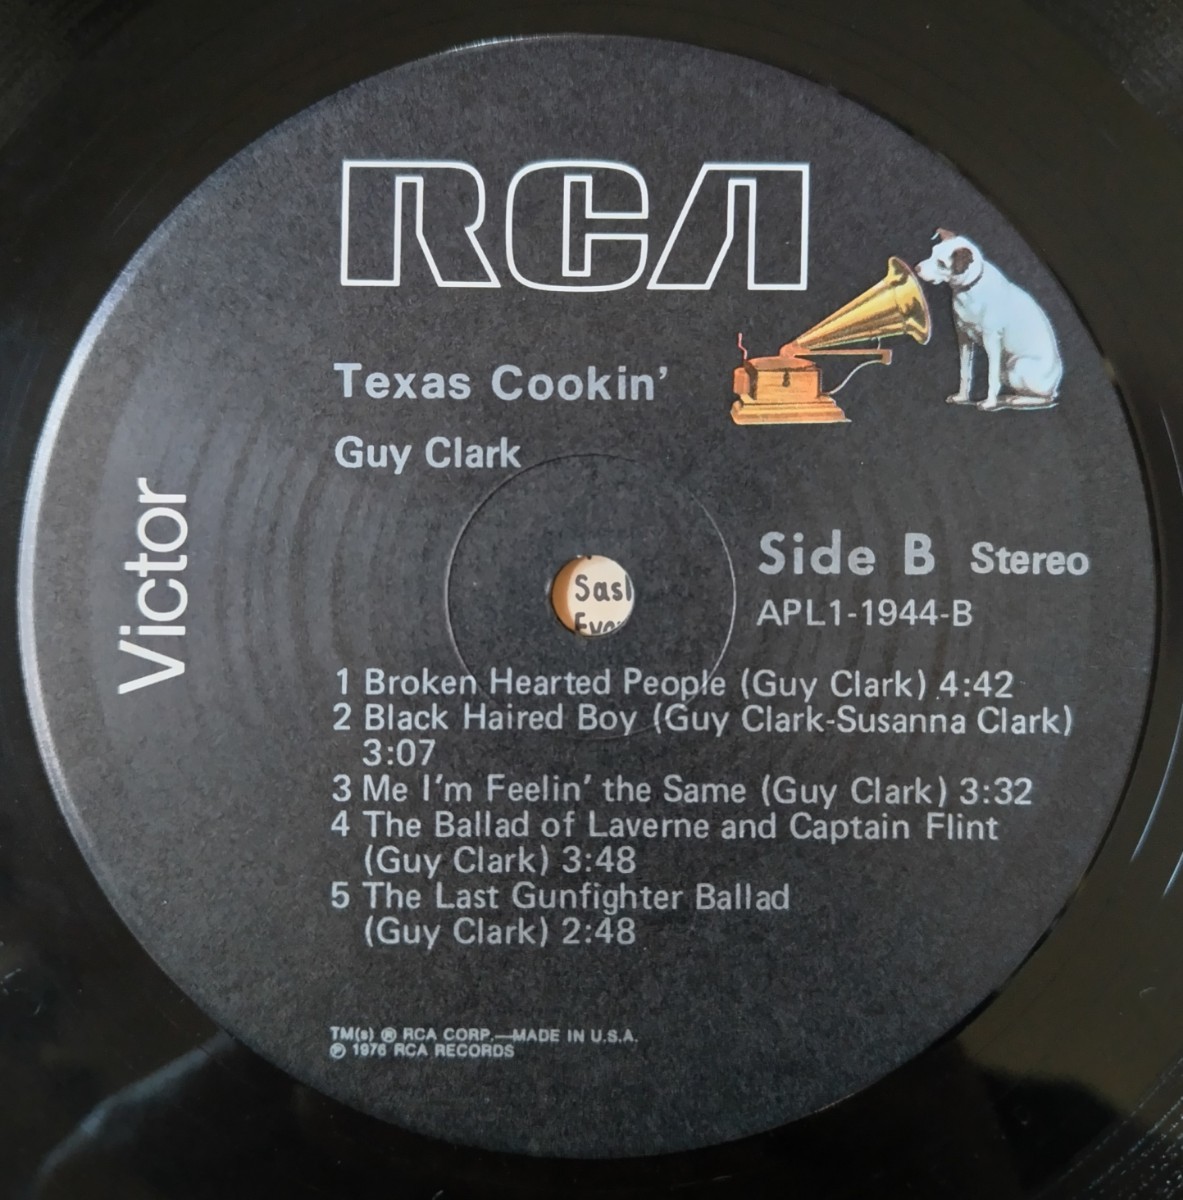 RCA
Texas Cookin'
Guy Clark
Victor
Side B Stereo
APL1-1944-B
1 Broken Hearted People (Guy Clark) 4:42
2 Black Haired Boy (Guy Clark-Susanna Clark)
3:07
3 Me I'm Feelin' the Same (Guy Clark) 3:32
4 The Ballad of Laverne and Captain Flint
(Guy Clark) 3:48
5 The Last Gunfighter Ballad
(Guy Clark) 2:48
TM(s) ® RCA CORP.—MADE IN U.S.A.
℗ 1976 RCA RECORDS